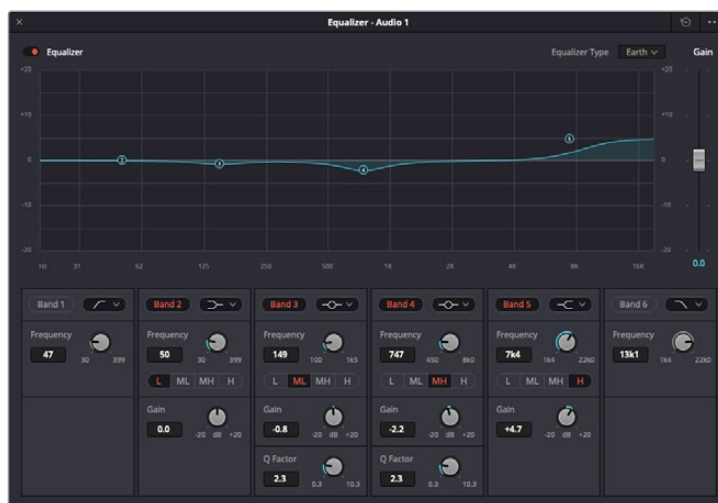 Equalizer - Audio 1
Equalizer
Equalizer Type Earth Gain
+20 +20
+10 +10
0 0
-10 -10
-20 -20
2 3 4 5
Hz 31 62 125 250 500 1K 2K 4K 8K 16K
0.0
Band 1 Band 2 Band 3 Band 4 Band 5 Band 6
Frequency Frequency Frequency Frequency Frequency Frequency
47 30 399 50 30 399 149 100 1k5 747 450 8k0 7k4 1k4 22k0 13k1 1k4 22k0
L ML MH H L ML MH H L ML MH H L ML MH H
Gain Gain Gain Gain
0.0 -20 dB +20 -0.8 -20 dB +20 -2.2 -20 dB +20 +4.7 -20 dB +20
Q Factor Q Factor
2.3 0.3 10.3 2.3 0.3 10.3